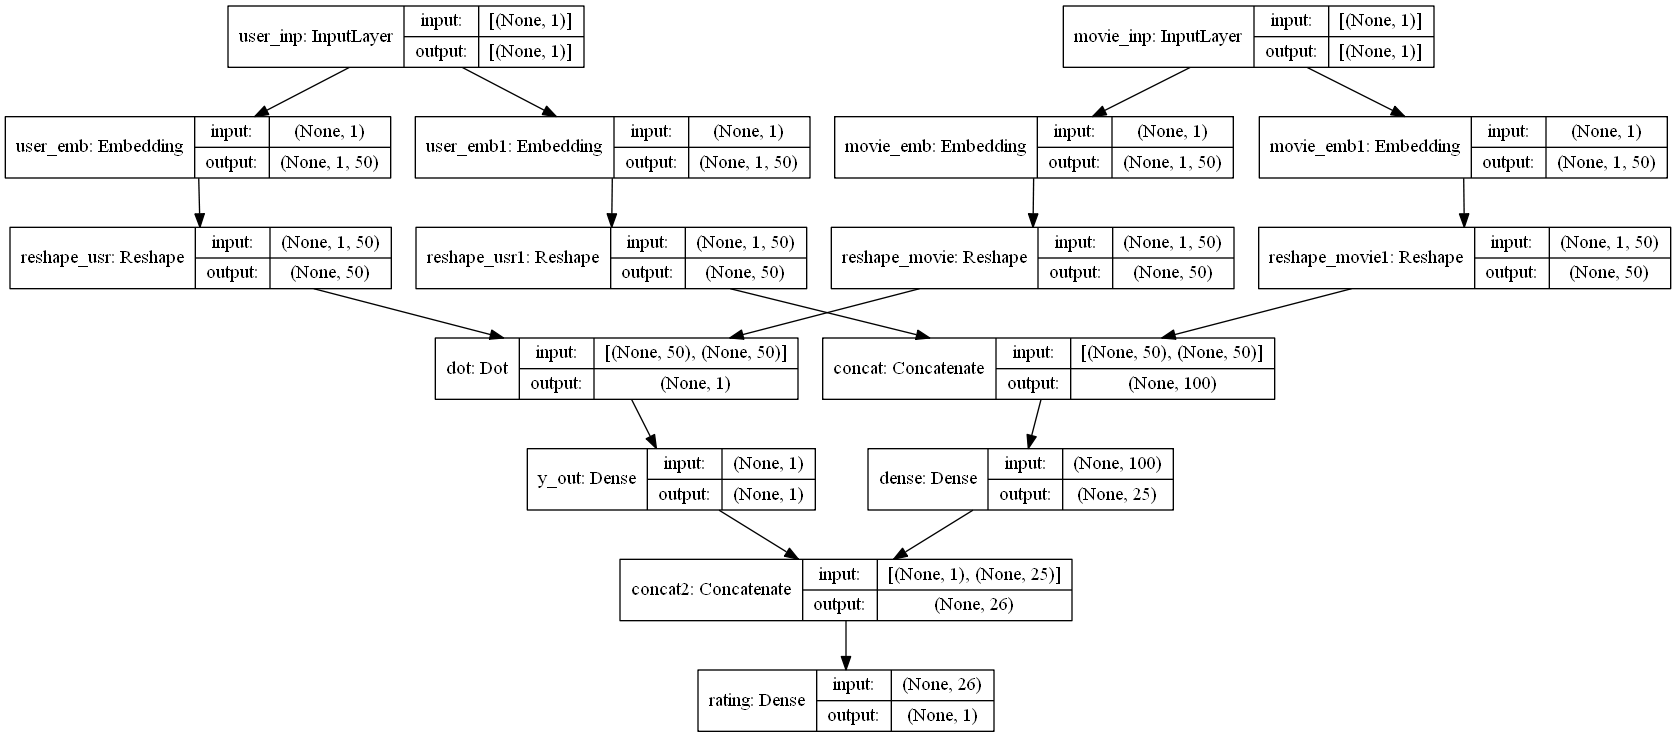 user_inp: InputLayer
input: [(None, 1)]
output: [(None, 1)]
movie_inp: InputLayer
input: [(None, 1)]
output: [(None, 1)]
user_emb: Embedding
input: (None, 1)
output: (None, 1, 50)
user_emb1: Embedding
input: (None, 1)
output: (None, 1, 50)
movie_emb: Embedding
input: (None, 1)
output: (None, 1, 50)
movie_emb1: Embedding
input: (None, 1)
output: (None, 1, 50)
reshape_usr: Reshape
input: (None, 1, 50)
output: (None, 50)
reshape_usr1: Reshape
input: (None, 1, 50)
output: (None, 50)
reshape_movie: Reshape
input: (None, 1, 50)
output: (None, 50)
reshape_movie1: Reshape
input: (None, 1, 50)
output: (None, 50)
dot: Dot
input: [(None, 50), (None, 50)]
output: (None, 1)
concat: Concatenate
input: [(None, 50), (None, 50)]
output: (None, 100)
y_out: Dense
input: (None, 1)
output: (None, 1)
dense: Dense
input: (None, 100)
output: (None, 25)
concat2: Concatenate
input: [(None, 1), (None, 25)]
output: (None, 26)
rating: Dense
input: (None, 26)
output: (None, 1)